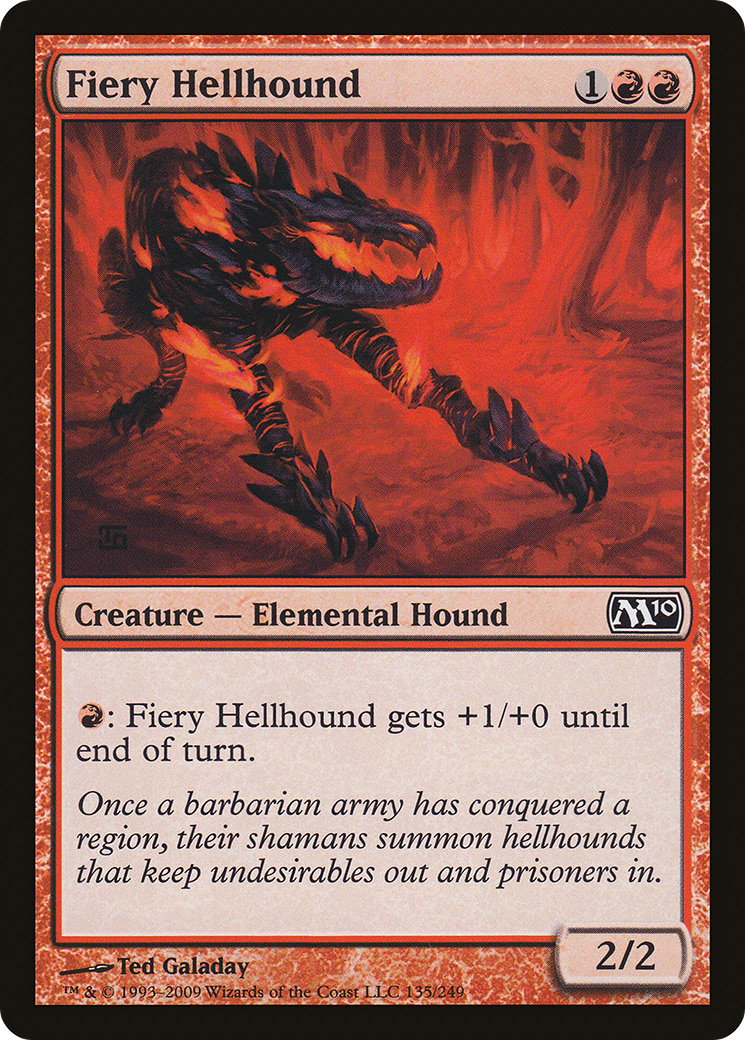 Fiery Hellhound 1
Creature — Elemental Hound M10
: Fiery Hellhound gets +1/+0 until
end of turn.
Once a barbarian army has conquered a
region, their shamans summon hellhounds
that keep undesirables out and prisoners in.
2/2
Ted Galaday
™ & © 1993–2009 Wizards of the Coast LLC 135/249